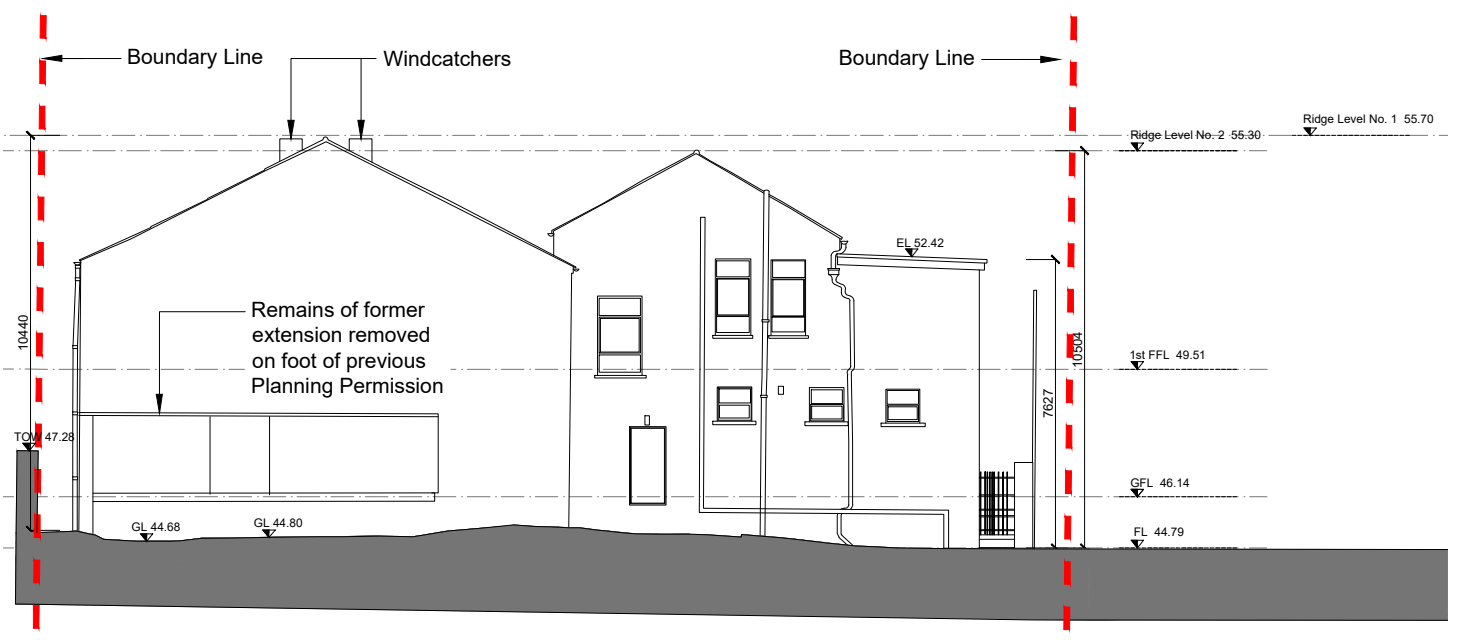 Boundary Line
Windcatchers
Boundary Line
Ridge Level No. 1 55.70
Ridge Level No. 2 55.30
EL 52.42
Remains of former
extension removed
on foot of previous
Planning Permission
10440
10504
1st FFL 49.51
7627
TOW 47.28
GFL 46.14
GL 44.68
GL 44.80
FL 44.79